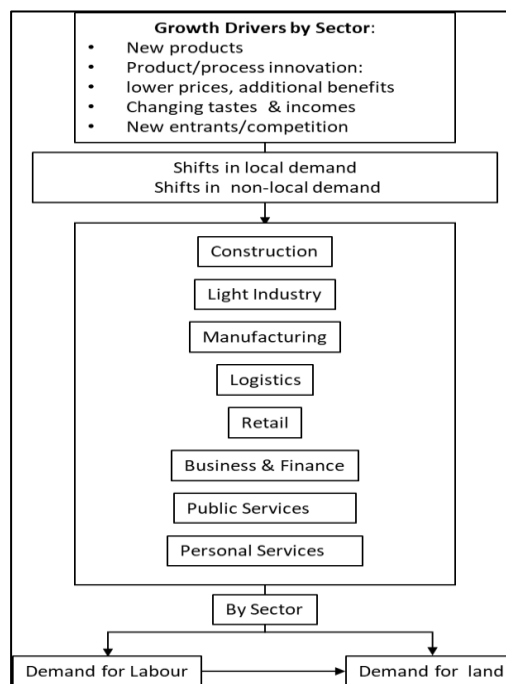 Growth Drivers by Sector:
• New products
• Product/process innovation:
• lower prices, additional benefits
• Changing tastes & incomes
• New entrants/competition
Shifts in local demand
Shifts in non-local demand
Construction
Light Industry
Manufacturing
Logistics
Retail
Business & Finance
Public Services
Personal Services
By Sector
Demand for Labour
Demand for land